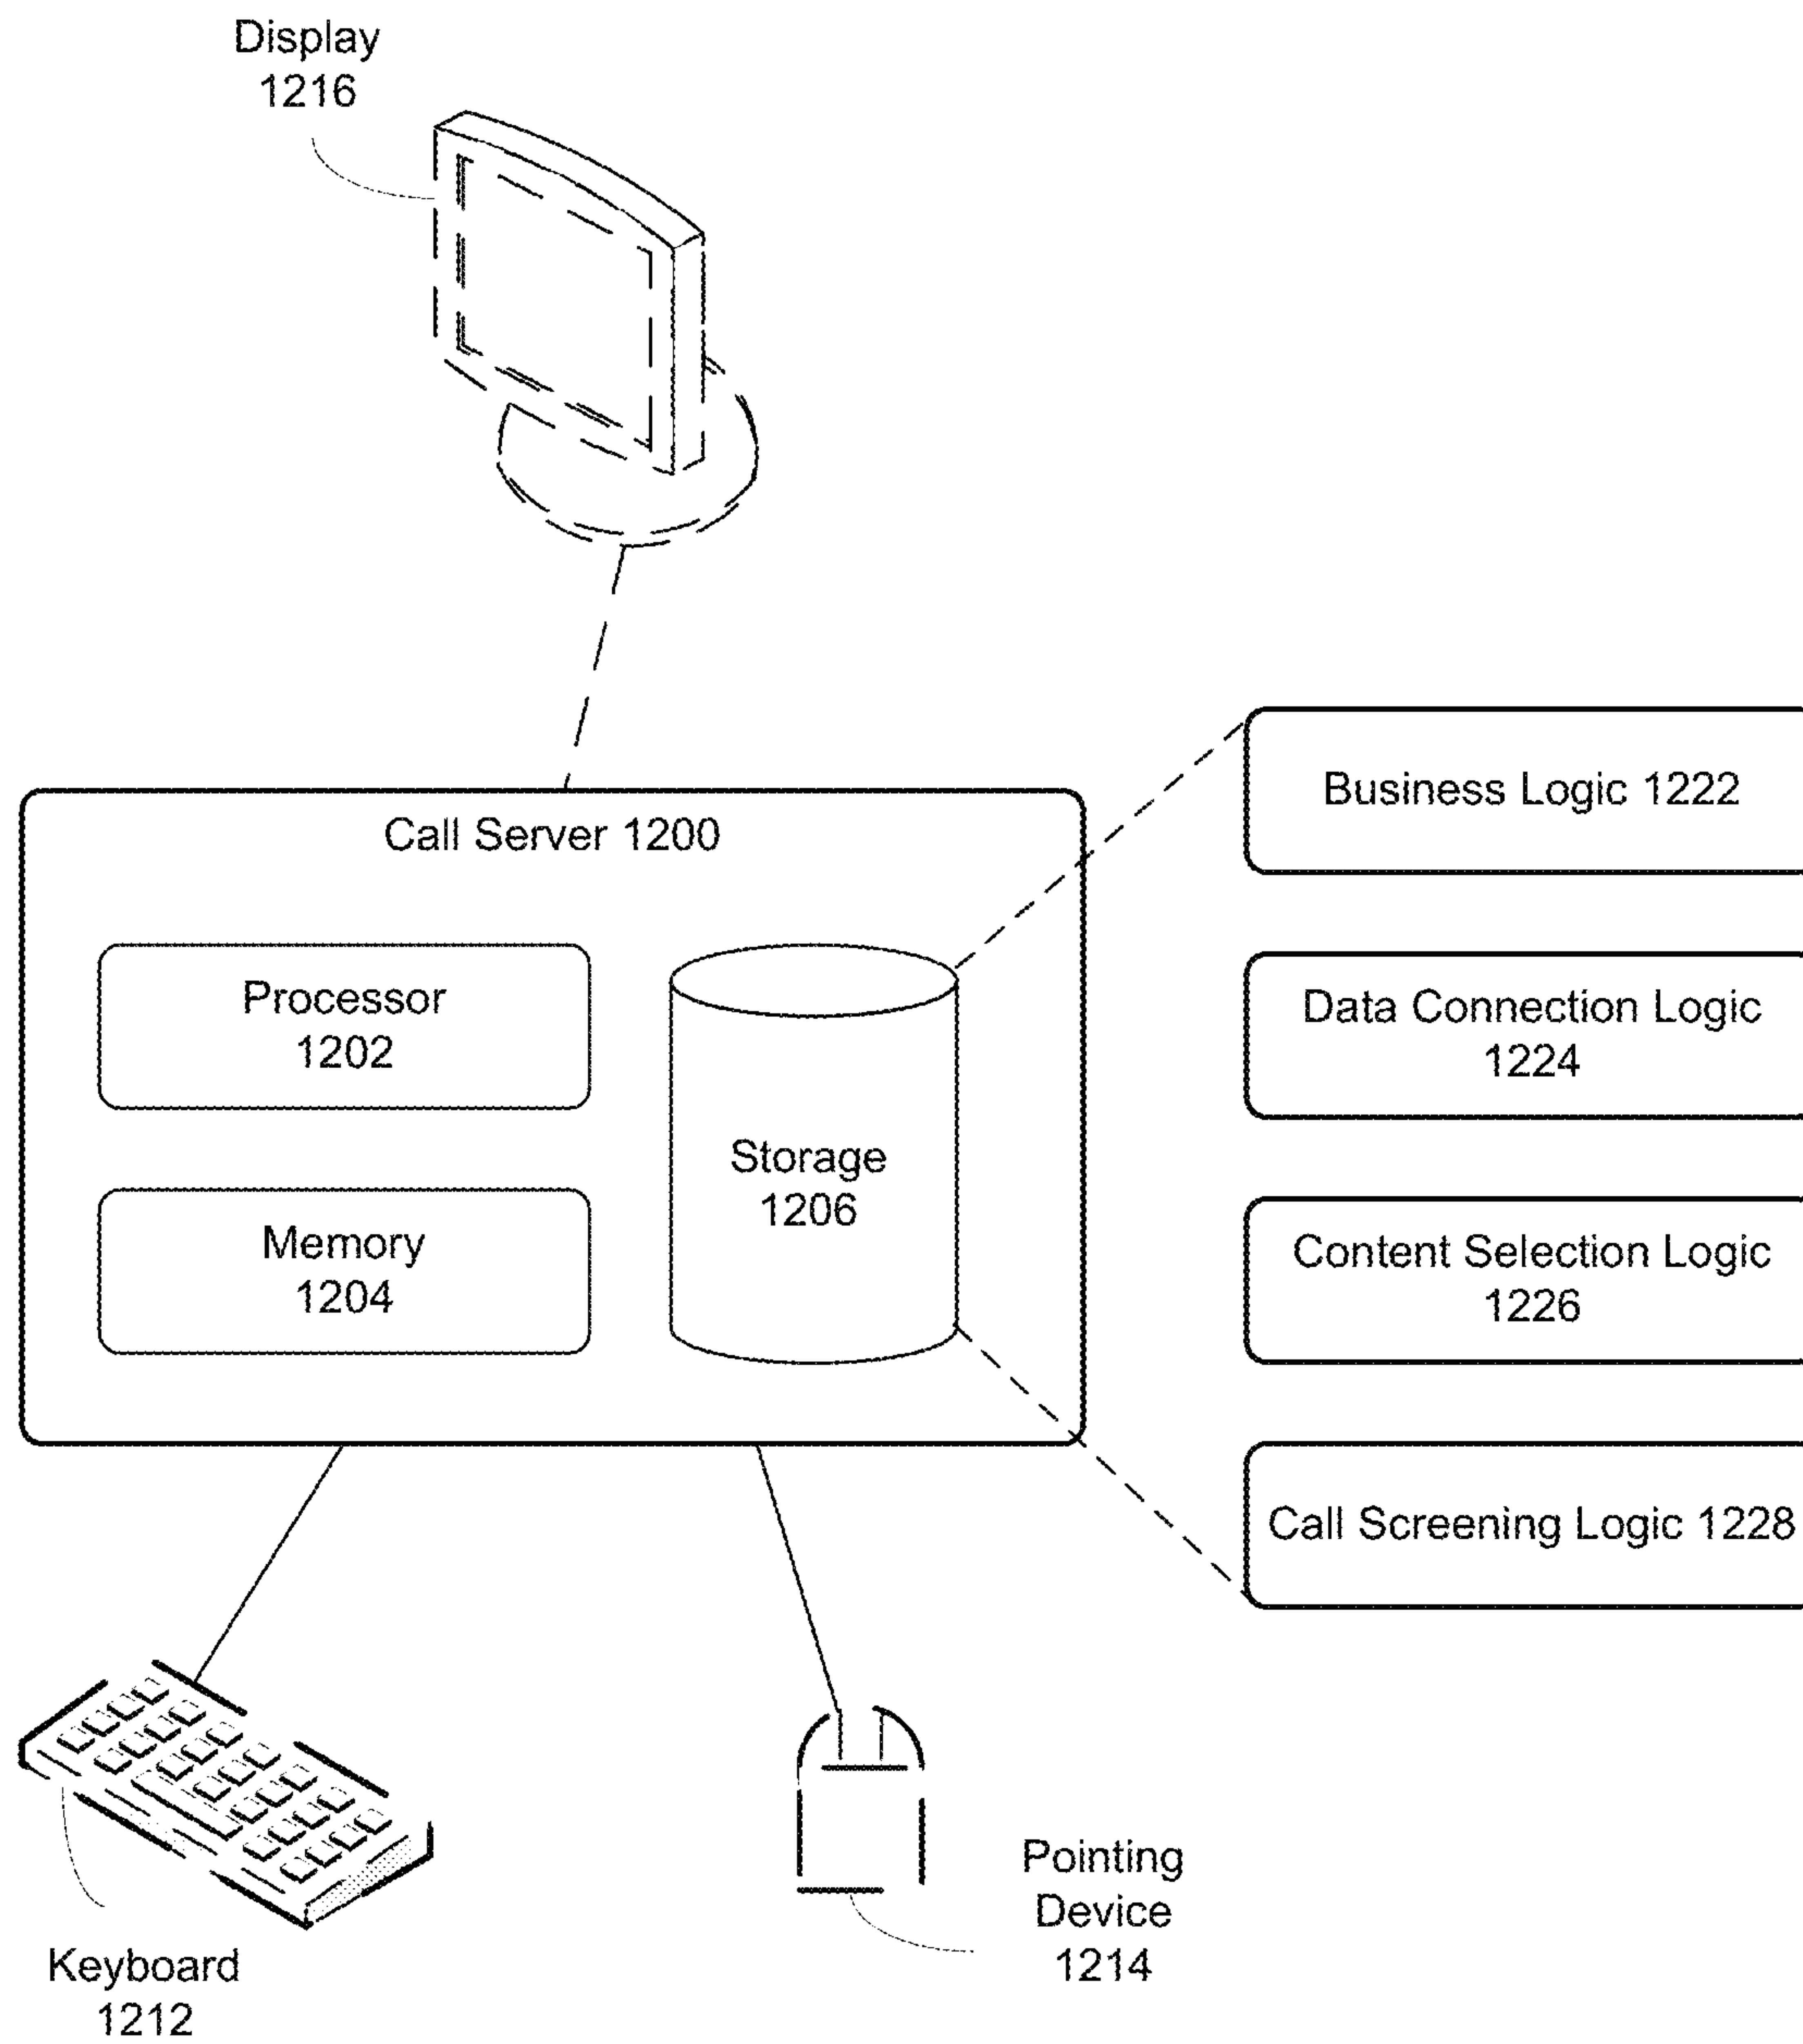 Display
1216
Call Server 1200
Processor
1202
Memory
1204
Storage
1206
Business Logic 1222
Data Connection Logic
1224
Content Selection Logic
1226
Call Screening Logic 1228
Keyboard
1212
Pointing
Device
1214